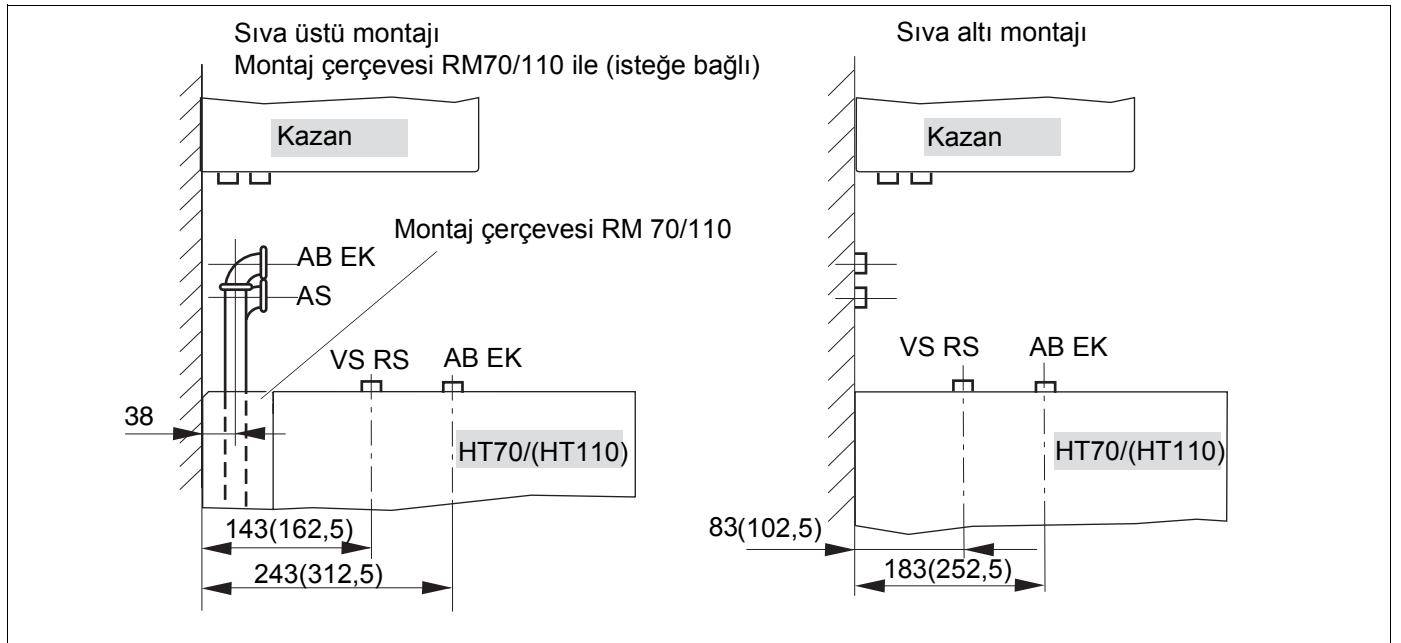 Sıva üstü montajı
Montaj çerçevesi RM70/110 ile (isteğe bağlı)
Kazan
Montaj çerçevesi RM 70/110
AB EK
AS
VS RS AB EK
38
HT70/(HT110)
143(162,5)
243(312,5)
Sıva altı montajı
Kazan
VS RS AB EK
HT70/(HT110)
83(102,5)
183(252,5)